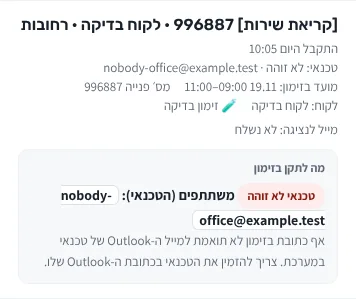 [קריאת שירות] 996887 • לקוח בדיקה • רחובות
התקבל היום 10:05
טכנאי: לא זוהה · nobody-office@example.test
מועד בזימון: 19.11 09:00–11:00 מס׳ פנייה 996887
לקוח: לקוח בדיקה 🧪 זימון בדיקה
מייל לנציגה: לא נשלח
מה לתקן בזימון
טכנאי לא זוהה משתתפים (הטכנאי): nobody-
office@example.test
אף כתובת בזימון לא תואמת למייל ה-Outlook של טכנאי
במערכת. צריך להזמין את הטכנאי בכתובת ה-Outlook שלו.